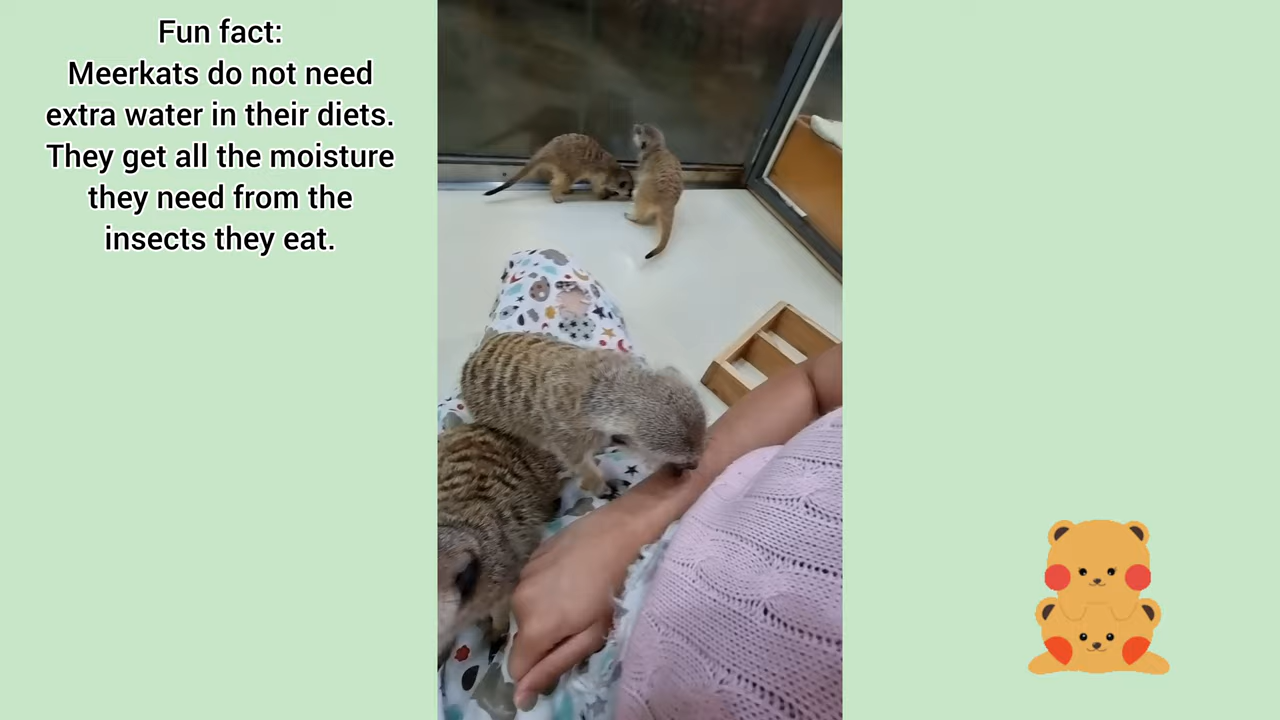 Fun fact:
Meerkats do not need
extra water in their diets.
They get all the moisture
they need from the
insects they eat.